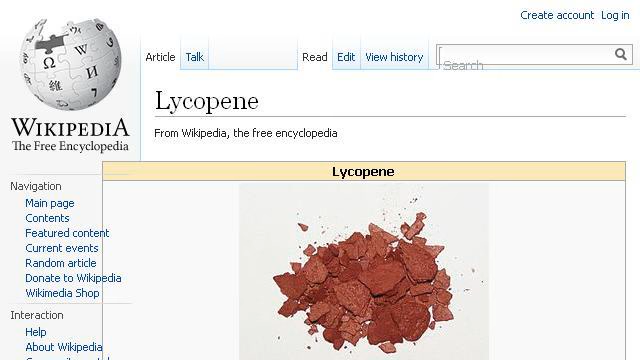 Create account Log in
Article Talk Read Edit View history Search
Lycopene
From Wikipedia, the free encyclopedia
WIKIPEDIA
The Free Encyclopedia
Lycopene
Navigation
Main page
Contents
Featured content
Current events
Random article
Donate to Wikipedia
Wikimedia Shop
Interaction
Help
About Wikipedia